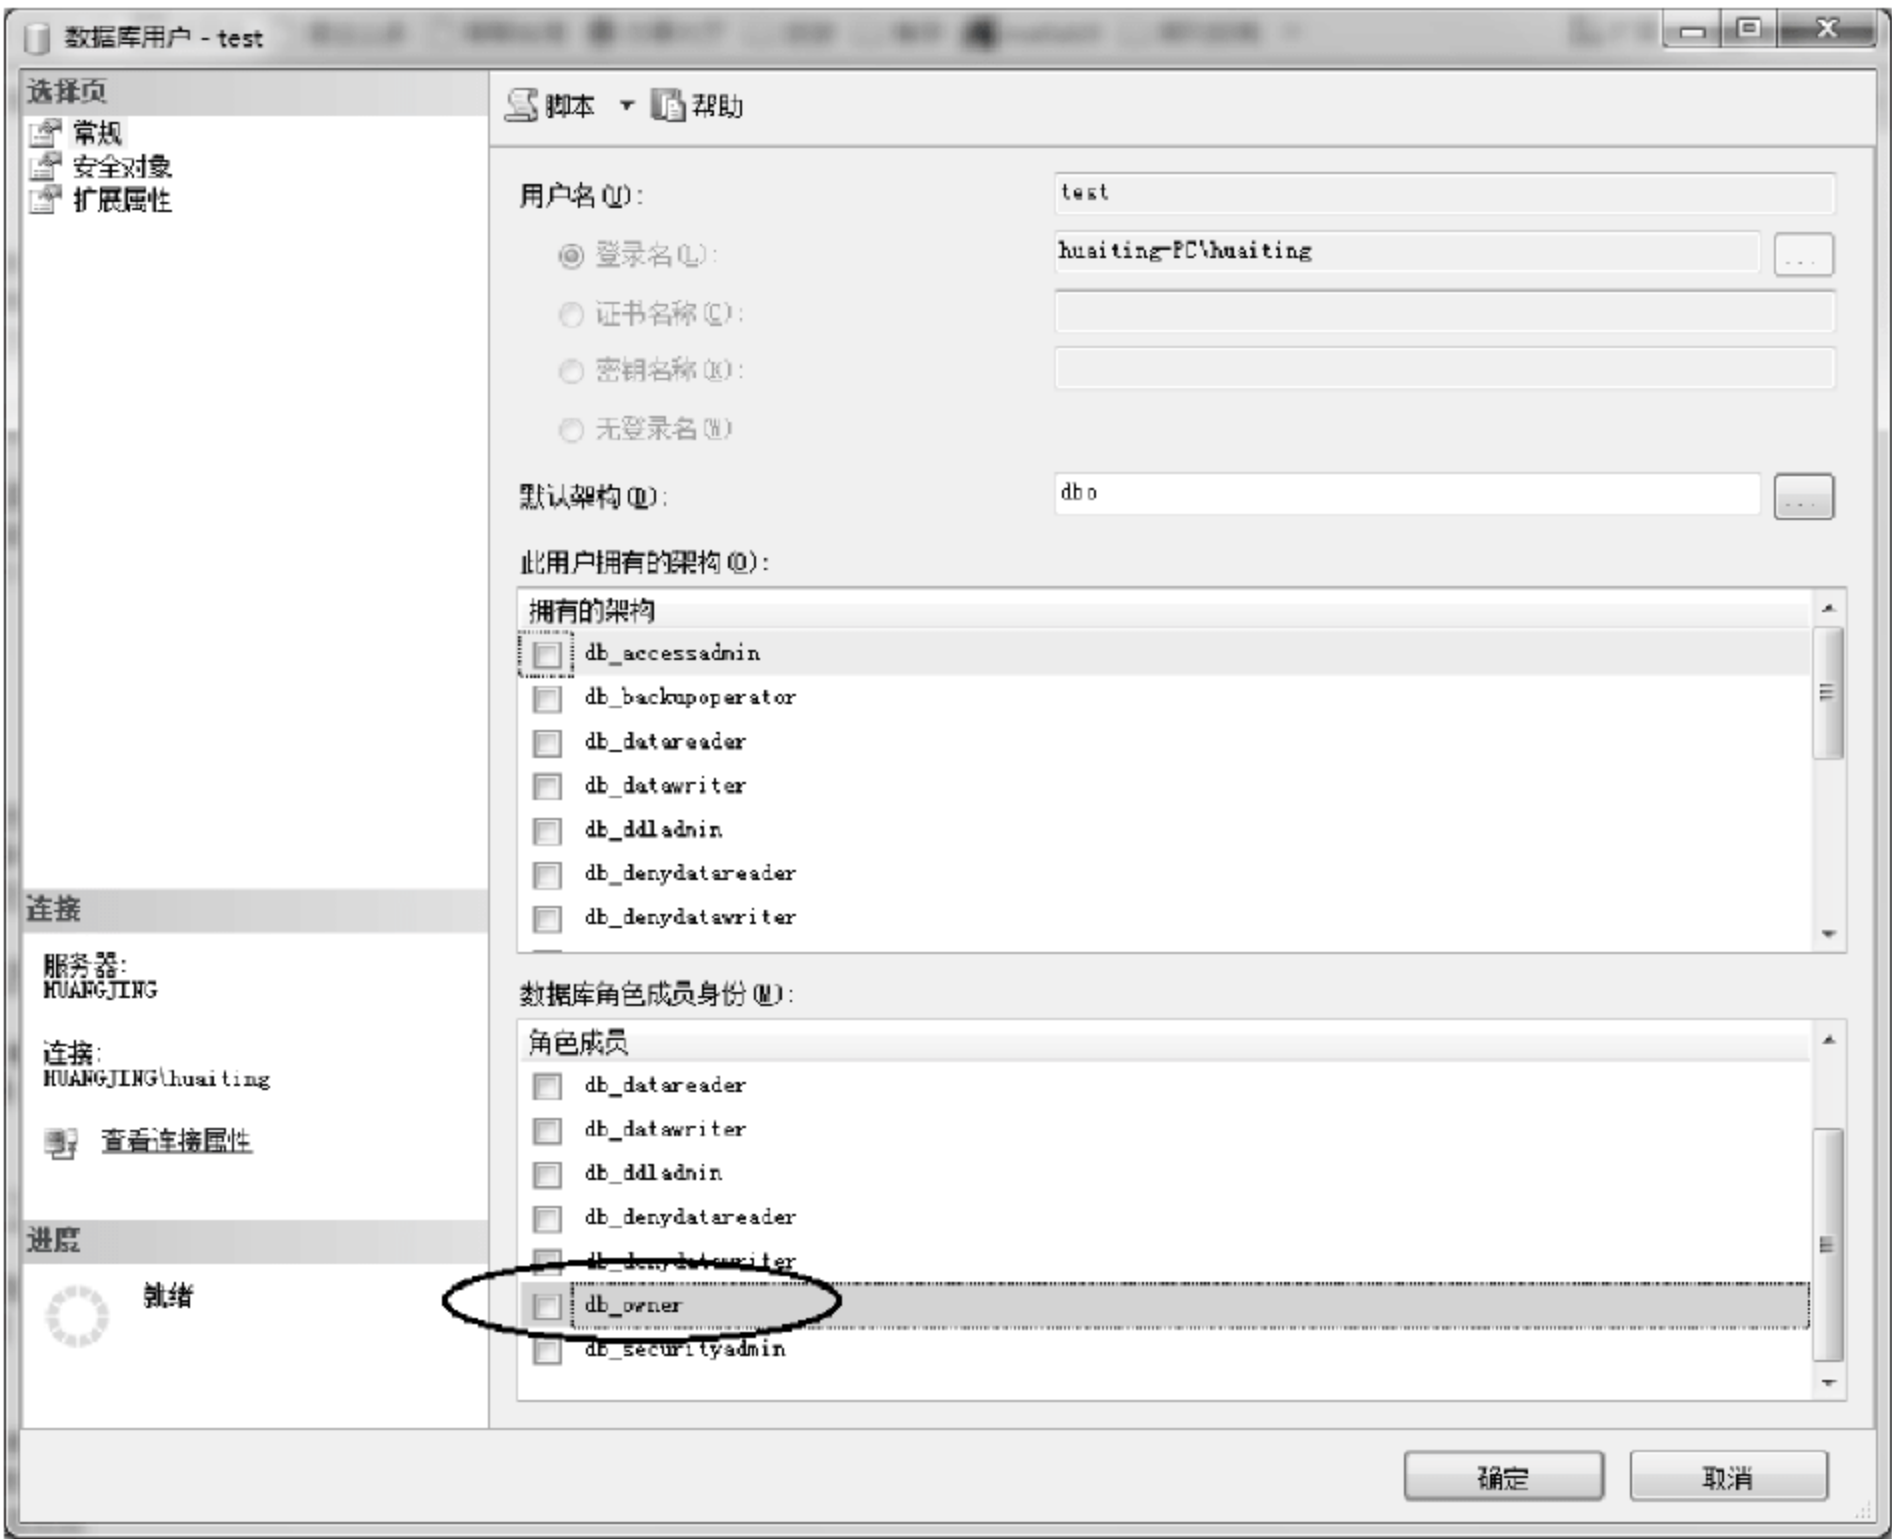 数据库用户 - test
选择页
常规
安全对象
扩展属性
脚本
帮助
用户名(U):
test
登录名(L):
huaiting-PC\huaiting
...
证书名称(C):
密钥名称(K):
无登录名(W)
默认架构(D):
dbo
...
此用户拥有的架构(O):
拥有的架构
db_accessadmin
db_backupoperator
db_datareader
db_datawriter
db_ddladmin
db_denydatareader
db_denydatawriter
数据库角色成员身份(M):
角色成员
db_datareader
db_datawriter
db_ddladmin
db_denydatareader
db_denydatawriter
db_owner
db_securityadmin
连接
服务器:
HUANGJING
连接:
HUANGJING\huaiting
查看连接属性
进度
就绪
确定
取消